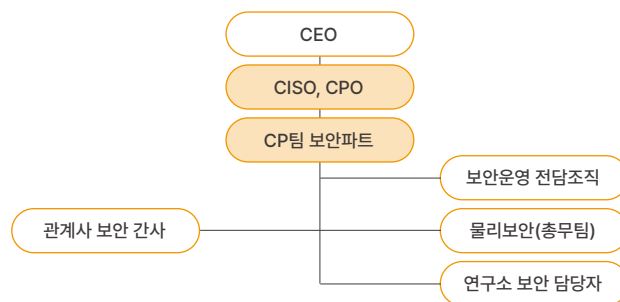 CEO
CISO, CPO
CP팀 보안파트
보안운영 전담조직
관계사 보안 간사
물리보안(총무팀)
연구소 보안 담당자